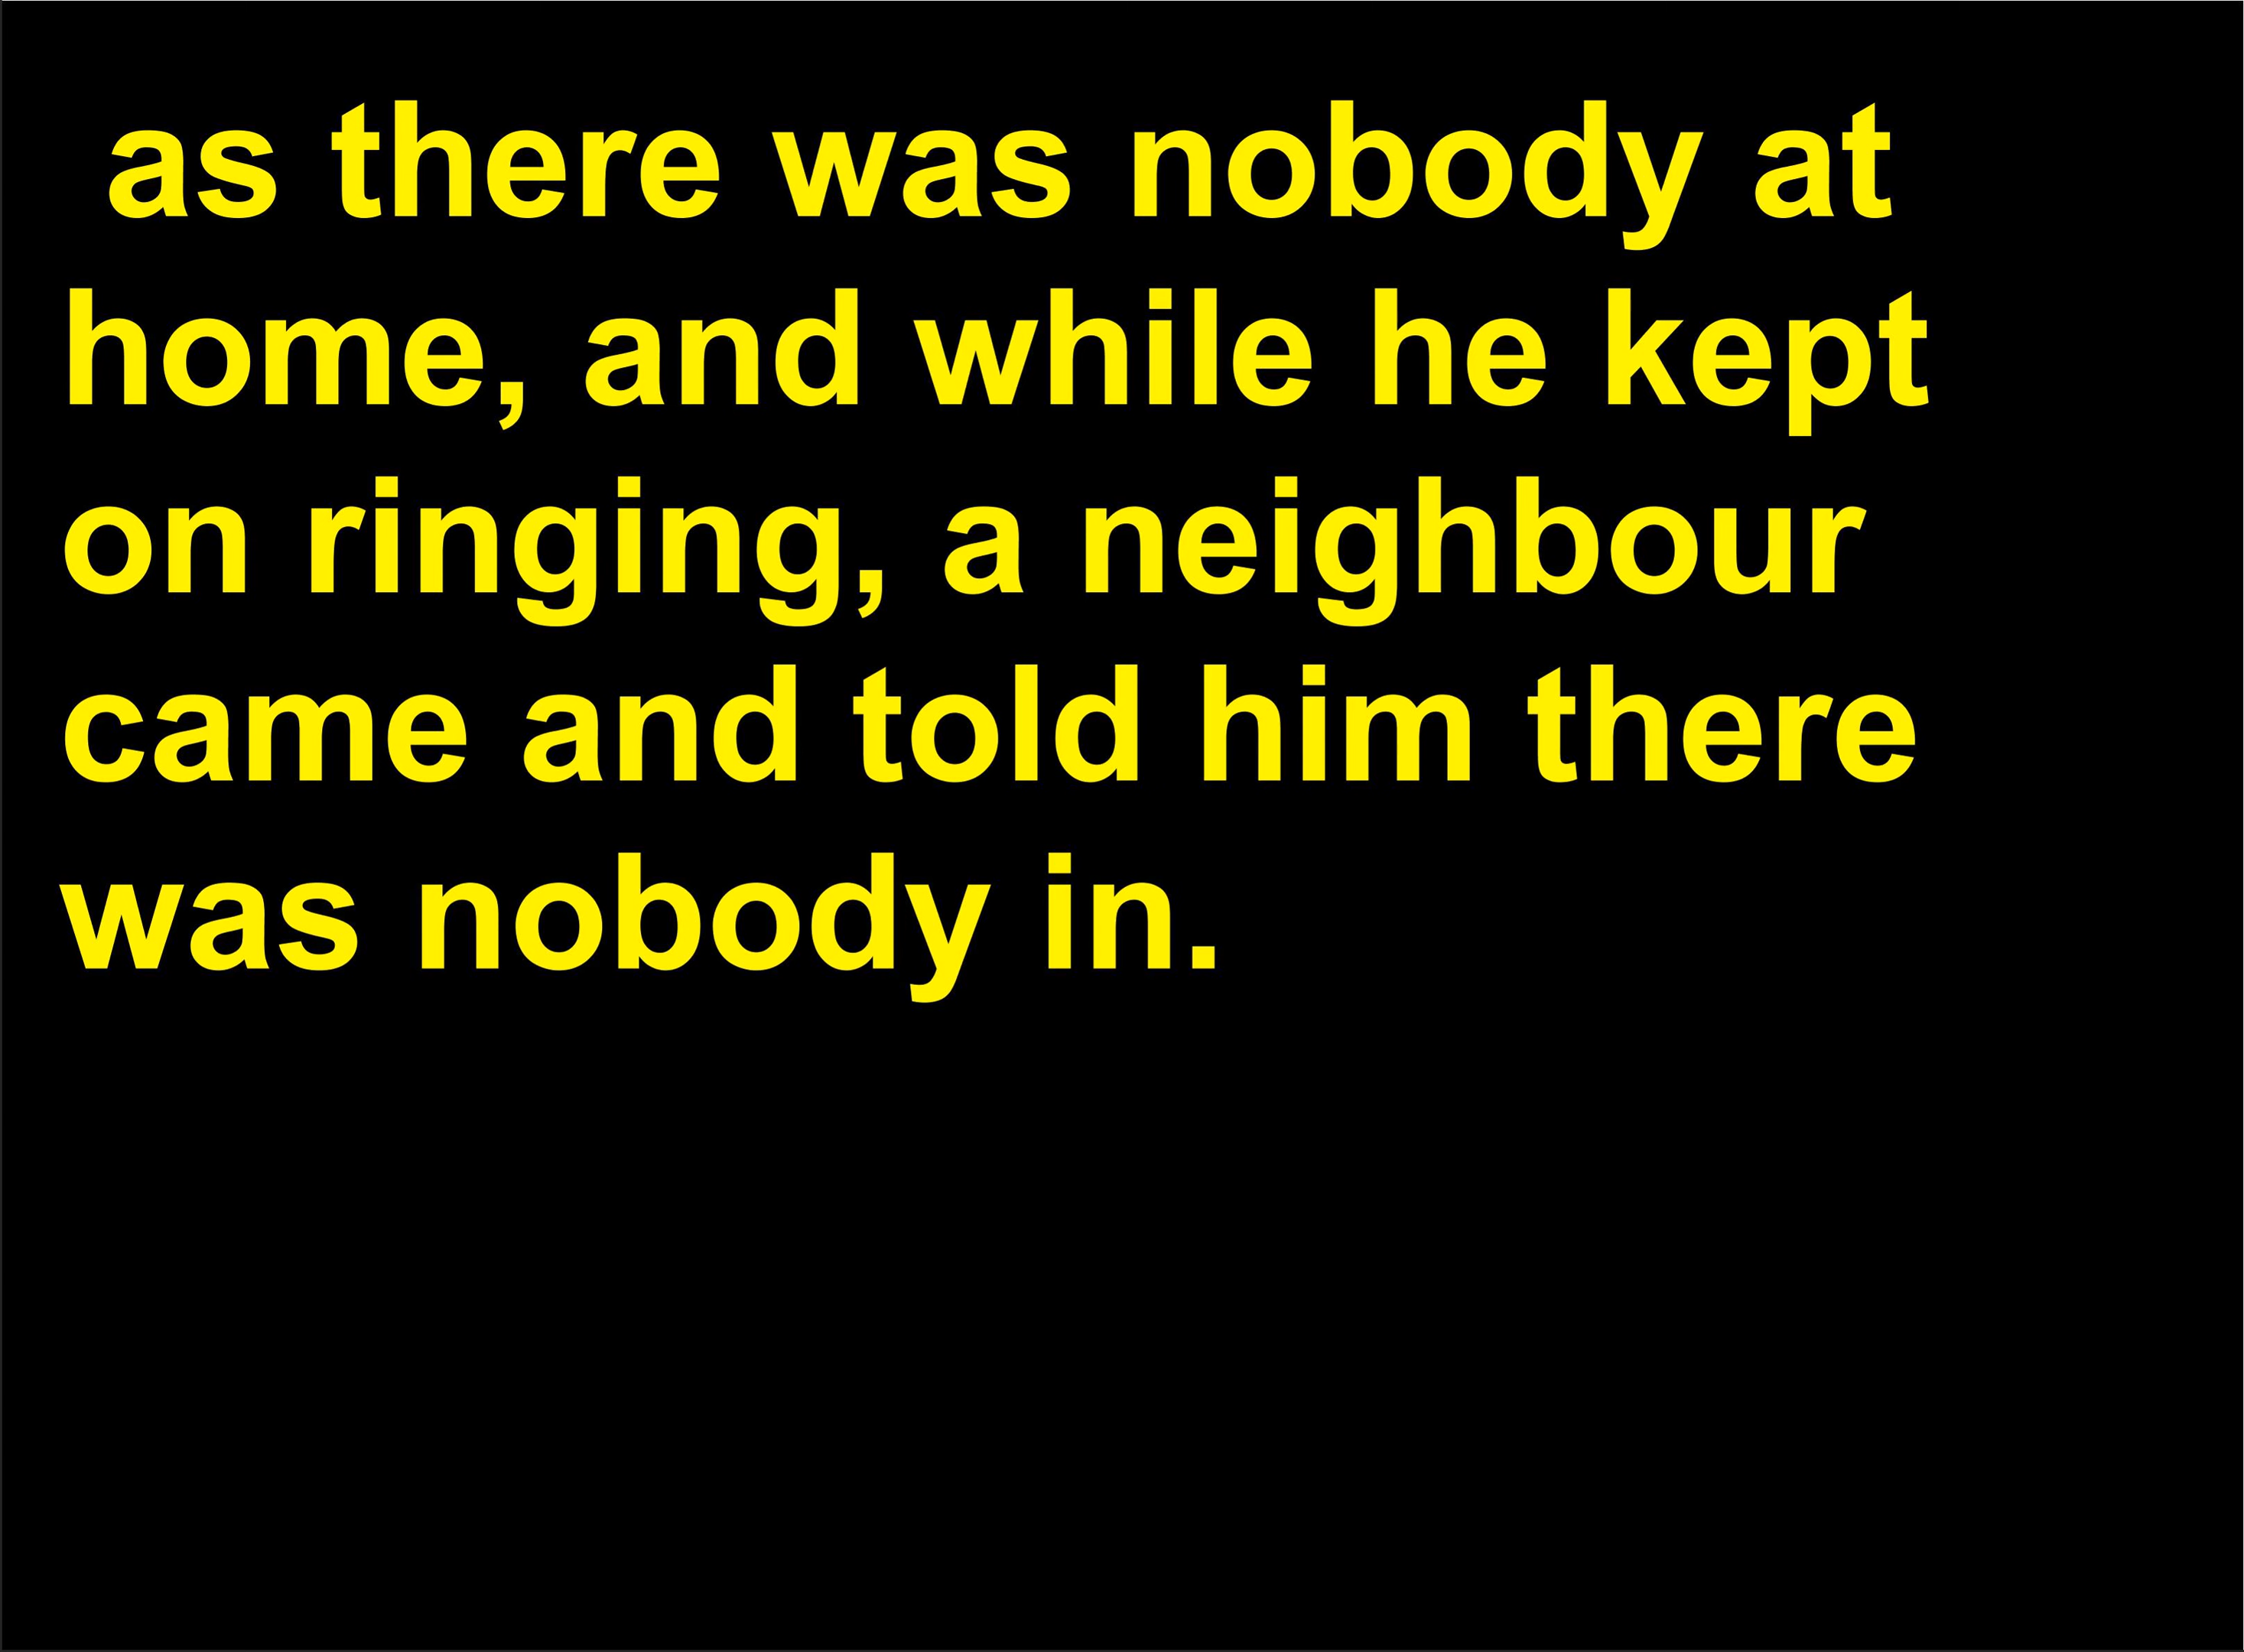 as there was nobody at
home, and while he kept
on ringing, a neighbour
came and told him there
was nobody in.